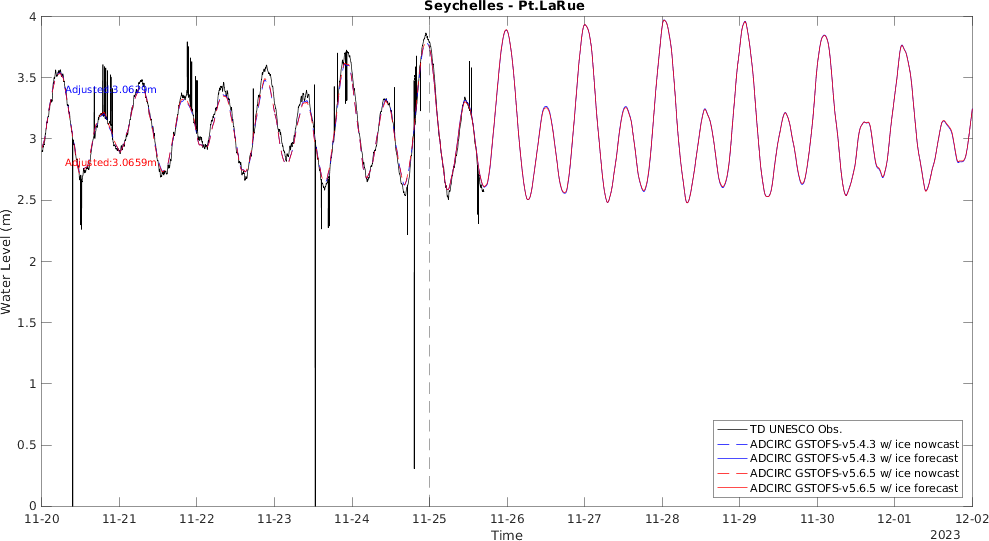 Seychelles - Pt.LaRue
Water Level (m)
4
3.5
3
2.5
2
1.5
1
0.5
0
Adjusted:3.0629m
Adjusted:3.0659m
TD UNESCO Obs.
ADCIRC GSTOFS-v5.4.3 w/ ice nowcast
ADCIRC GSTOFS-v5.4.3 w/ ice forecast
ADCIRC GSTOFS-v5.6.5 w/ ice nowcast
ADCIRC GSTOFS-v5.6.5 w/ ice forecast
11-20 11-21 11-22 11-23 11-24 11-25 11-26 11-27 11-28 11-29 11-30 12-01 12-02
Time
2023